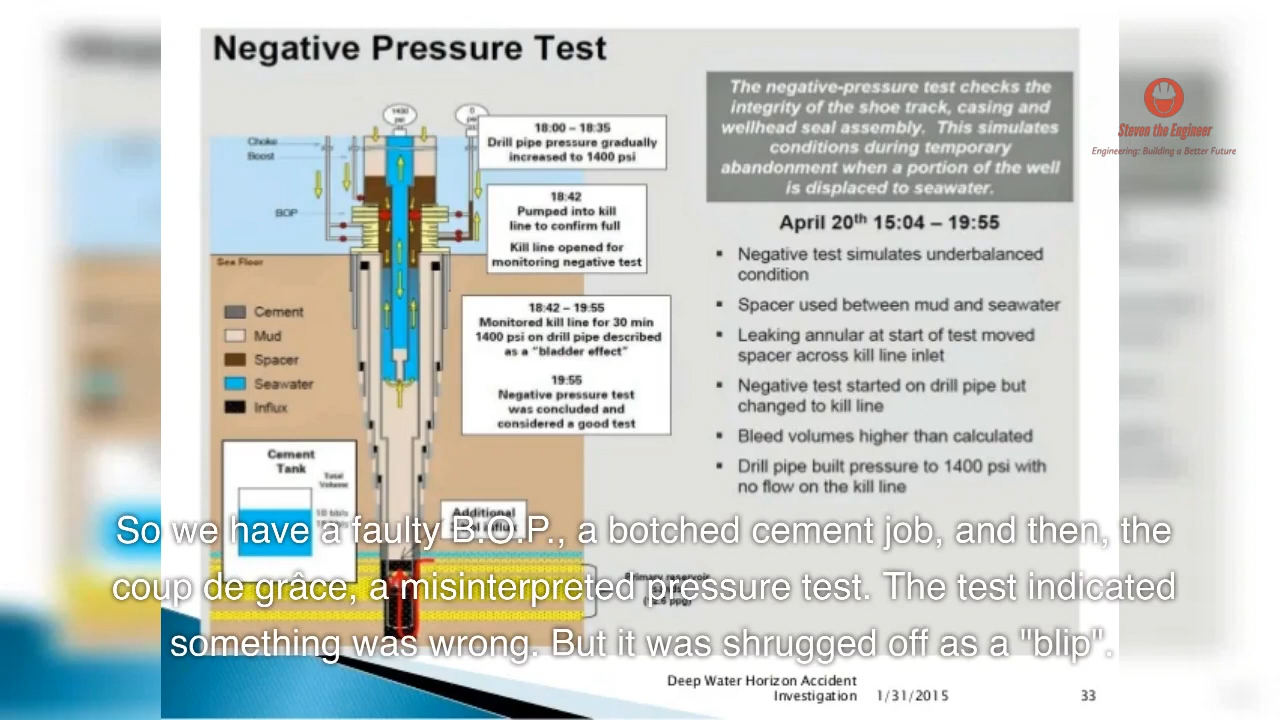 Negative Pressure Test
The negative-pressure test checks the
integrity of the shoe track, casing and
wellhead seal assembly. This simulates
conditions during temporary
abandonment when a portion of the well
is displaced to seawater.
Steven the Engineer
Engineering: Building a Better Future
1400
psi
0
Choke
Boost
BOP
Sea Floor
18:00 – 18:35
Drill pipe pressure gradually
increased to 1400 psi
18:42
Pumped into kill
line to confirm full
Kill line opened for
monitoring negative test
18:42 – 19:55
Monitored kill line for 30 min
1400 psi on drill pipe described
as a "bladder effect"
19:55
Negative pressure test
was concluded and
considered a good test
Cement
Mud
Spacer
Seawater
Influx
Cement
Tank
Total
Volume
Additional
April 20th 15:04 – 19:55
▪ Negative test simulates underbalanced
condition
▪ Spacer used between mud and seawater
▪ Leaking annular at start of test moved
spacer across kill line inlet
▪ Negative test started on drill pipe but
changed to kill line
▪ Bleed volumes higher than calculated
▪ Drill pipe built pressure to 1400 psi with
no flow on the kill line
Primary reservoir
So we have a faulty B.O.P., a botched cement job, and then, the
coup de grâce, a misinterpreted pressure test. The test indicated
something was wrong. But it was shrugged off as a "blip".
Deep Water Horizon Accident
Investigation 1/31/2015 33